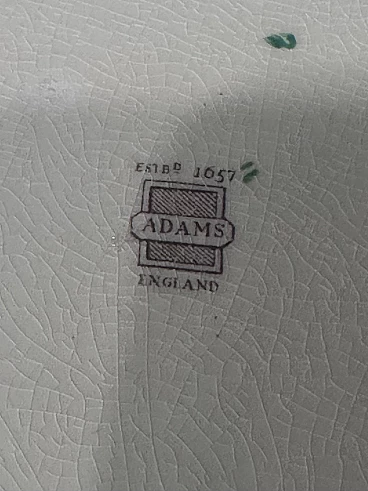 ESTBD 1657
ADAMS
ENGLAND